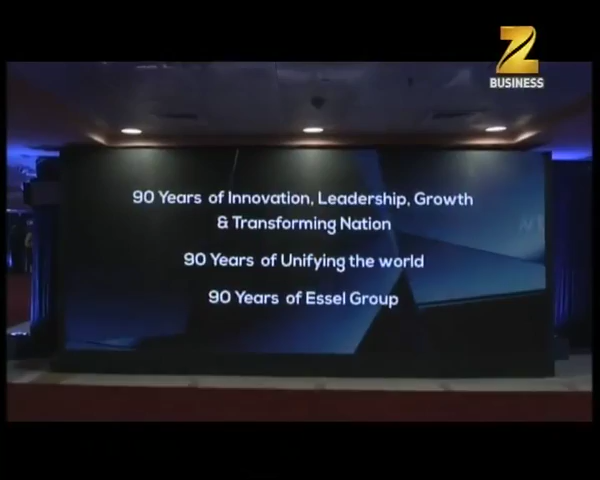 Z
BUSINESS
90 Years of Innovation, Leadership, Growth
& Transforming Nation
90 Years of Unifying the world
90 Years of Essel Group